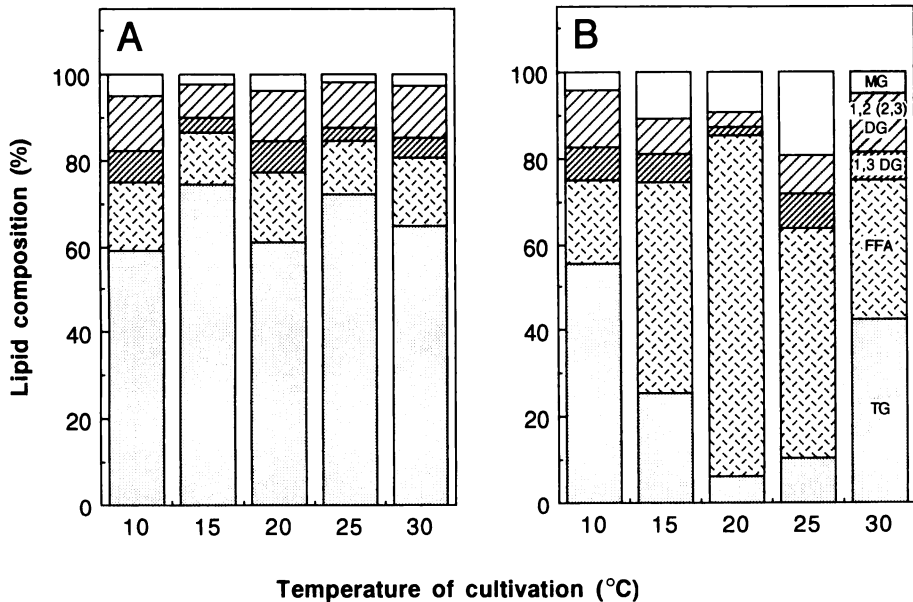 A
B
Lipid composition (%)
100
80
60
40
20
0
10 15 20 25 30
100
80
60
40
20
0
10 15 20 25 30
MG
1,2 (2,3)
DG
1,3 DG
FFA
TG
Temperature of cultivation (°C)